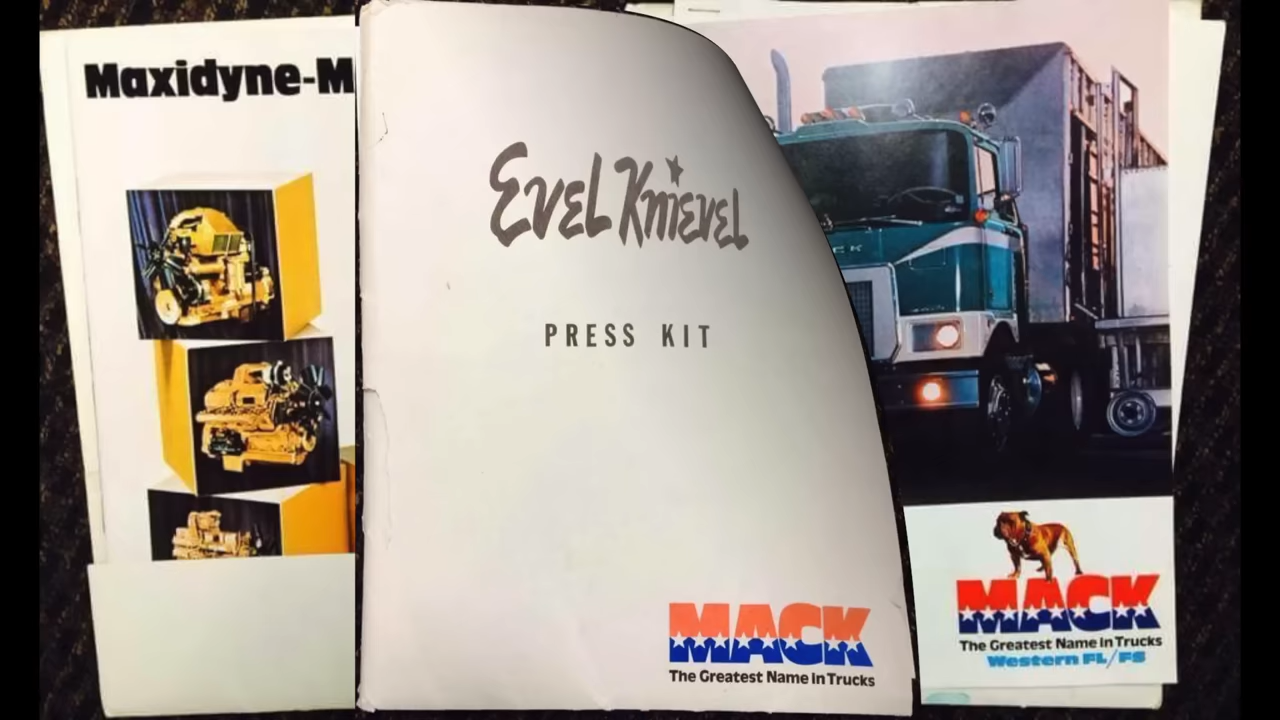 Maxidyne-M
Evel Knievel
PRESS KIT
MACK
The Greatest Name in Trucks
CK
MACK
The Greatest Name in Trucks
Western FL/FS